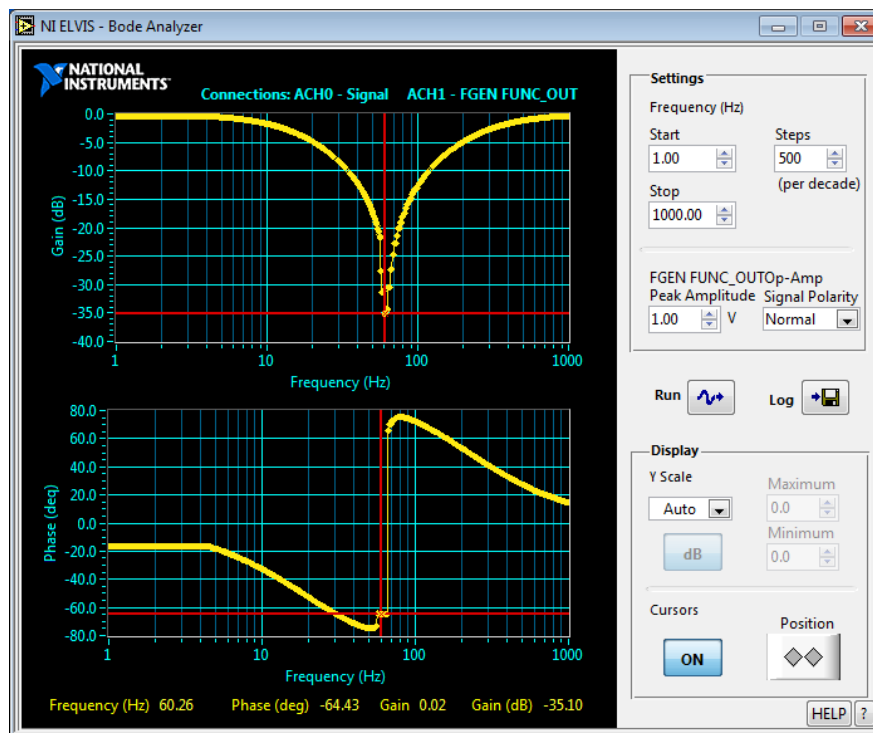 NI ELVIS - Bode Analyzer
NATIONAL
INSTRUMENTS™
Connections: ACH0 - Signal ACH1 - FGEN FUNC_OUT
Gain (dB)
0.0
-5.0
-10.0
-15.0
-20.0
-25.0
-30.0
-35.0
-40.0
1 10 100 1000
Frequency (Hz)
Phase (deg)
80.0
60.0
40.0
20.0
0.0
-20.0
-40.0
-60.0
-80.0
1 10 100 1000
Frequency (Hz)
Frequency (Hz) 60.26 Phase (deg) -64.43 Gain 0.02 Gain (dB) -35.10
Settings
Frequency (Hz)
Start Steps
1.00 500
(per decade)
Stop
1000.00
FGEN FUNC_OUT Op-Amp
Peak Amplitude Signal Polarity
1.00 V Normal
Run Log
Display
Y Scale Maximum
Auto 0.0
Minimum
dB 0.0
Cursors
Position
ON
HELP ?